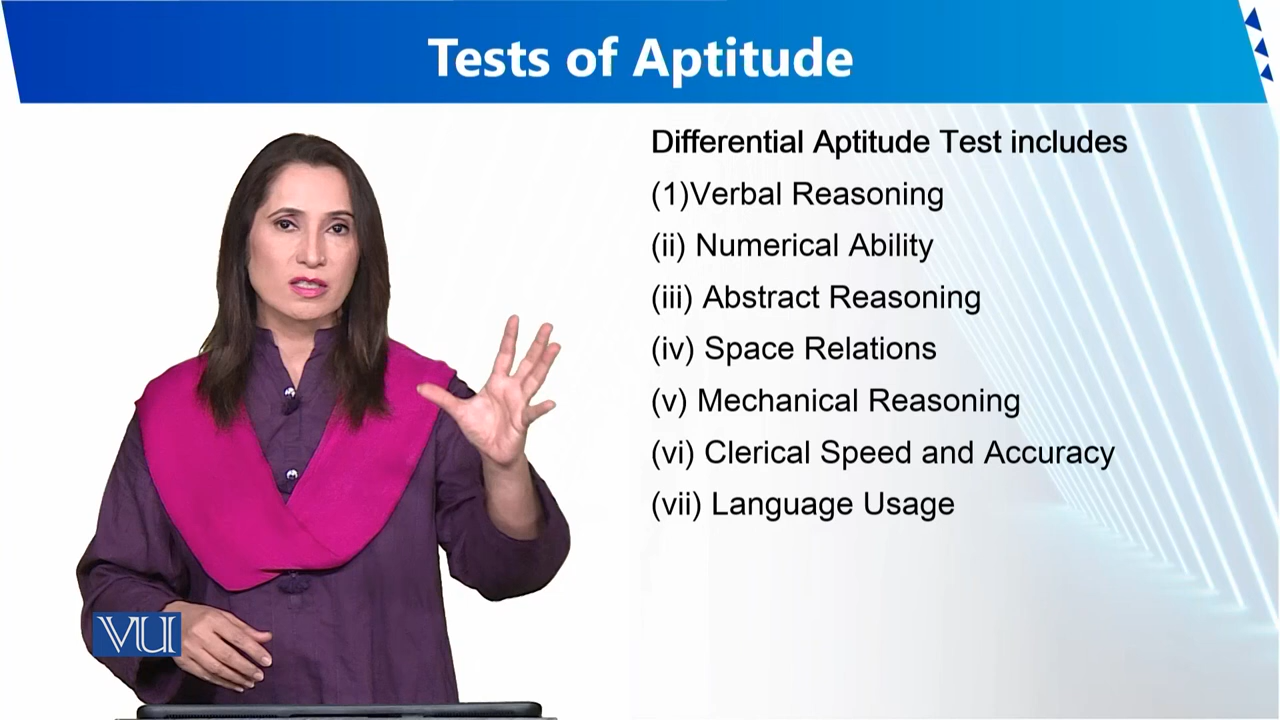 Tests of Aptitude
Differential Aptitude Test includes
(1)Verbal Reasoning
(ii) Numerical Ability
(iii) Abstract Reasoning
(iv) Space Relations
(v) Mechanical Reasoning
(vi) Clerical Speed and Accuracy
(vii) Language Usage
VU